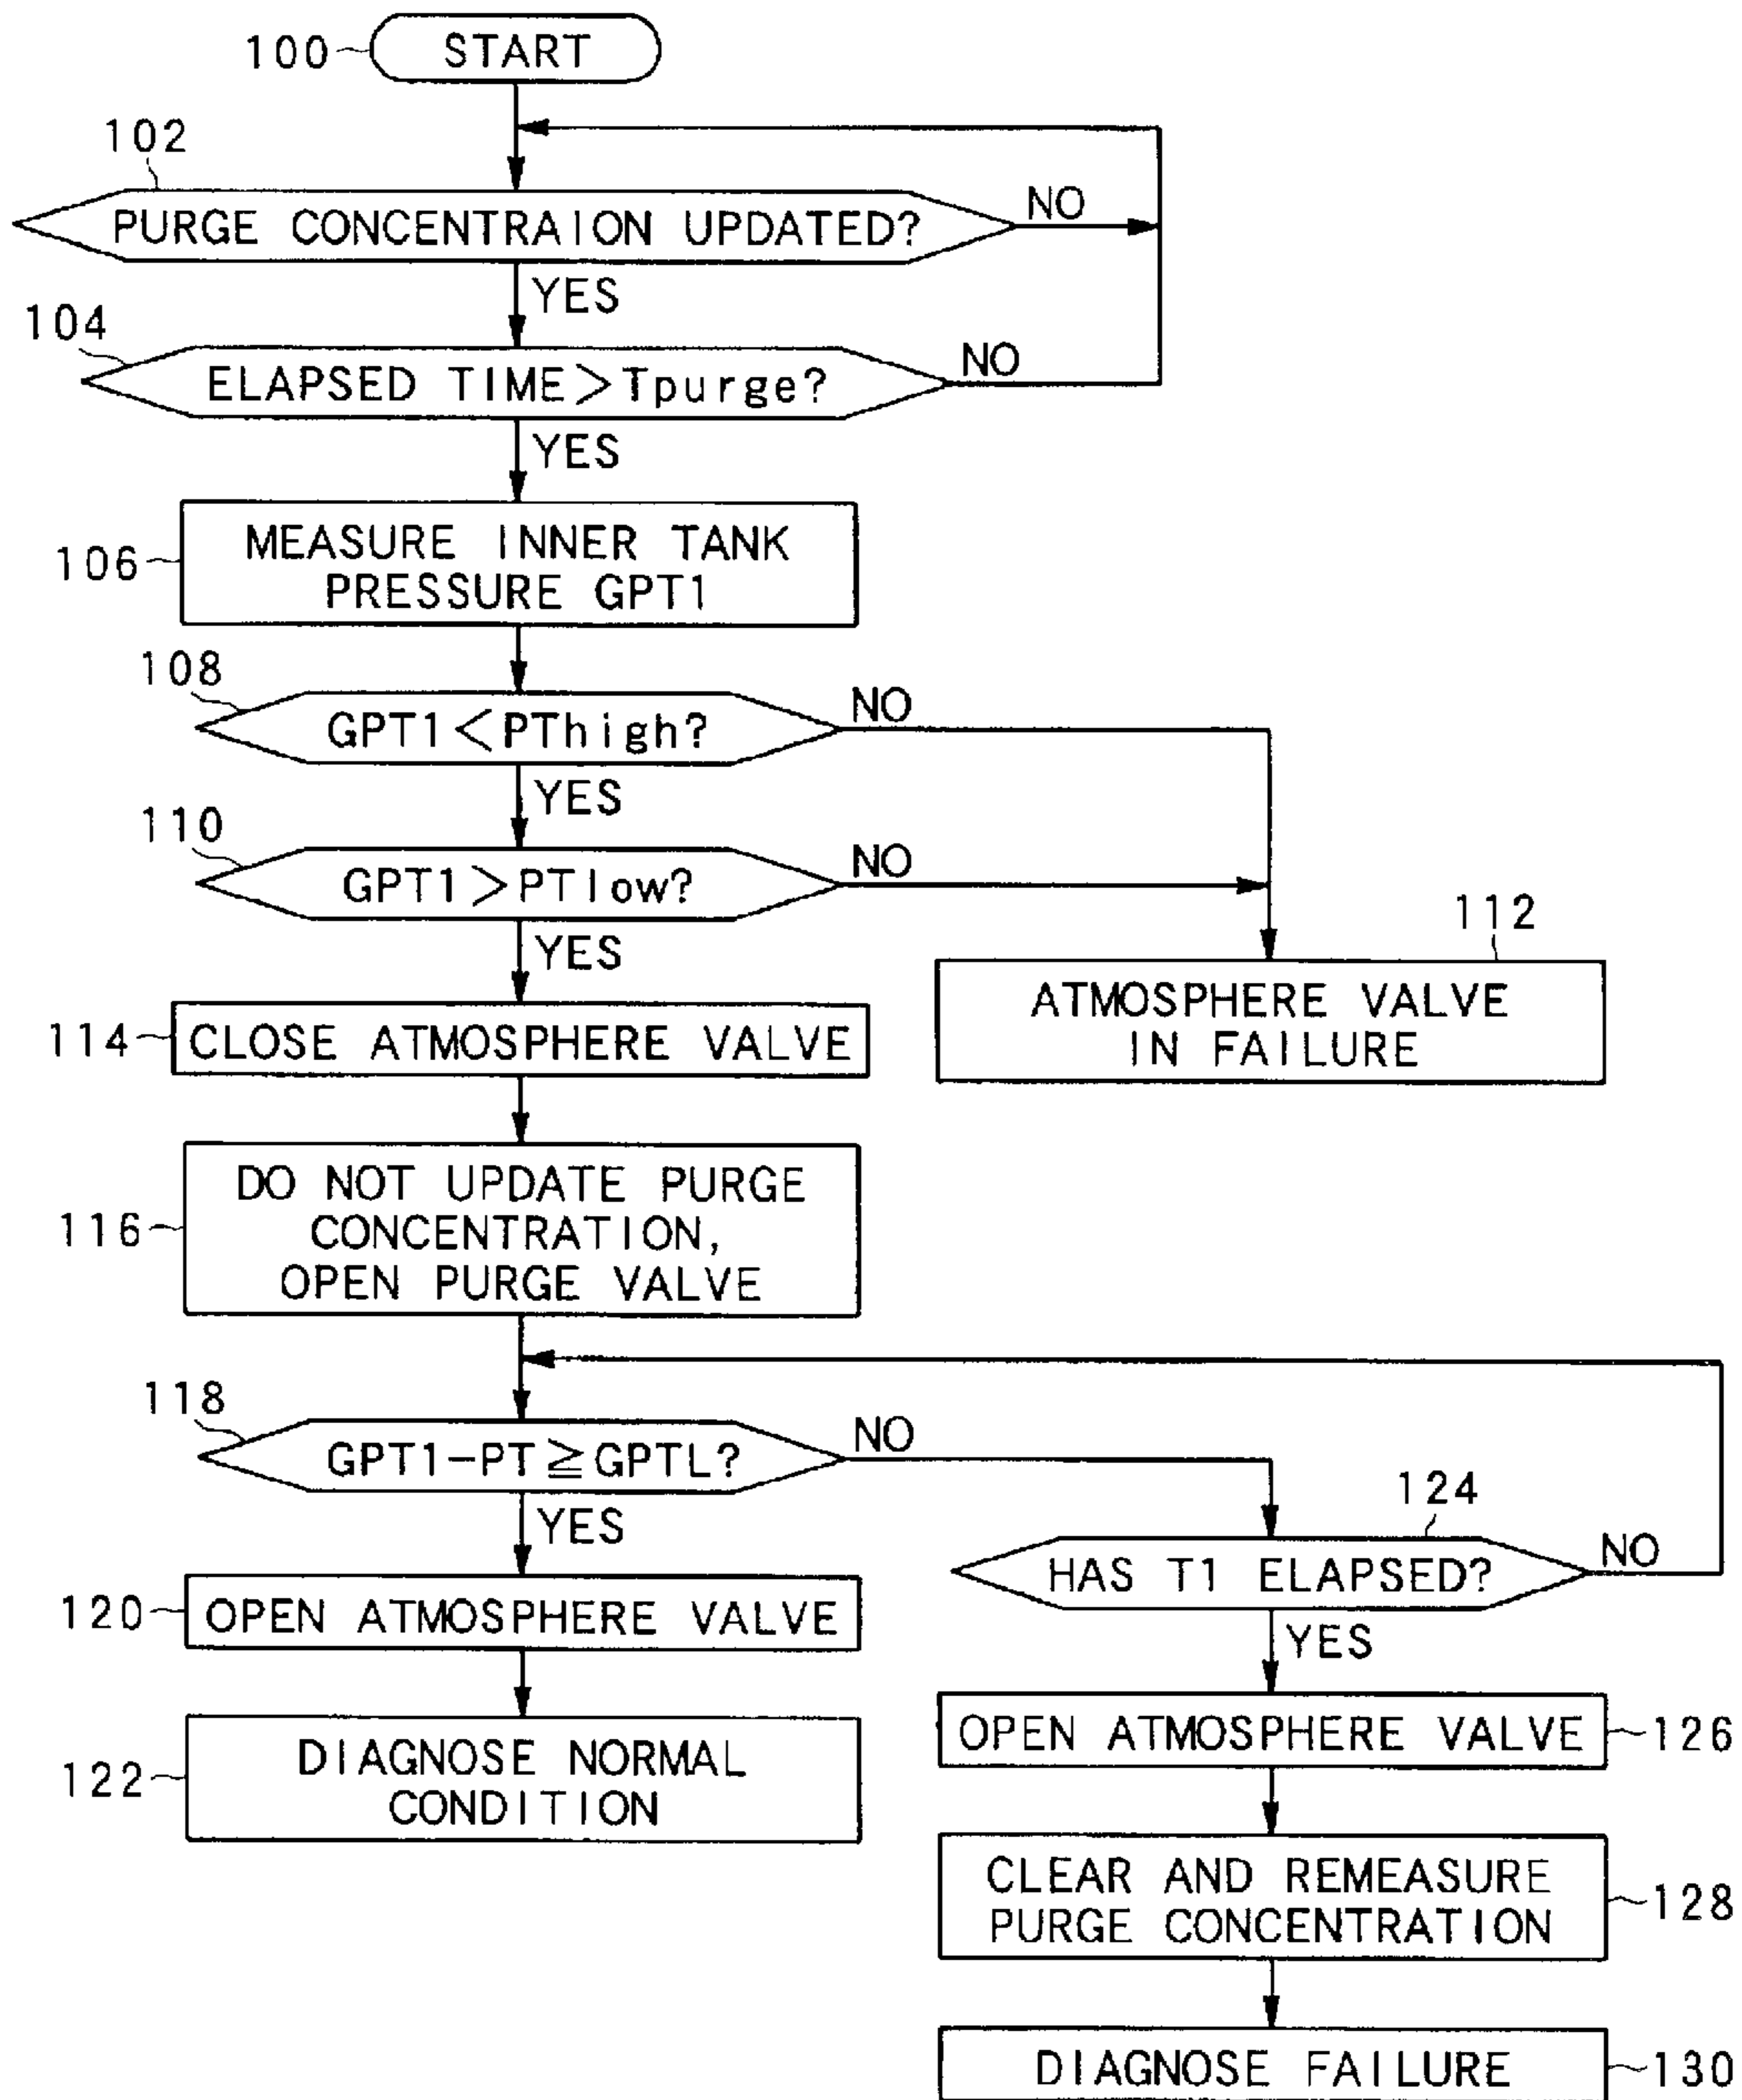 100
START
102
PURGE CONCENTRAION UPDATED?
NO
YES
104
ELAPSED TIME>Tpurge?
NO
YES
106
MEASURE INNER TANK
PRESSURE GPT1
108
GPT1<PThigh?
NO
YES
110
GPT1>PTlow?
NO
YES
112
ATMOSPHERE VALVE
IN FAILURE
114
CLOSE ATMOSPHERE VALVE
116
DO NOT UPDATE PURGE
CONCENTRATION,
OPEN PURGE VALVE
118
GPT1-PT≧GPTL?
NO
YES
124
HAS T1 ELAPSED?
NO
YES
120
OPEN ATMOSPHERE VALVE
122
DIAGNOSE NORMAL
CONDITION
OPEN ATMOSPHERE VALVE
126
CLEAR AND REMEASURE
PURGE CONCENTRATION
128
DIAGNOSE FAILURE
130